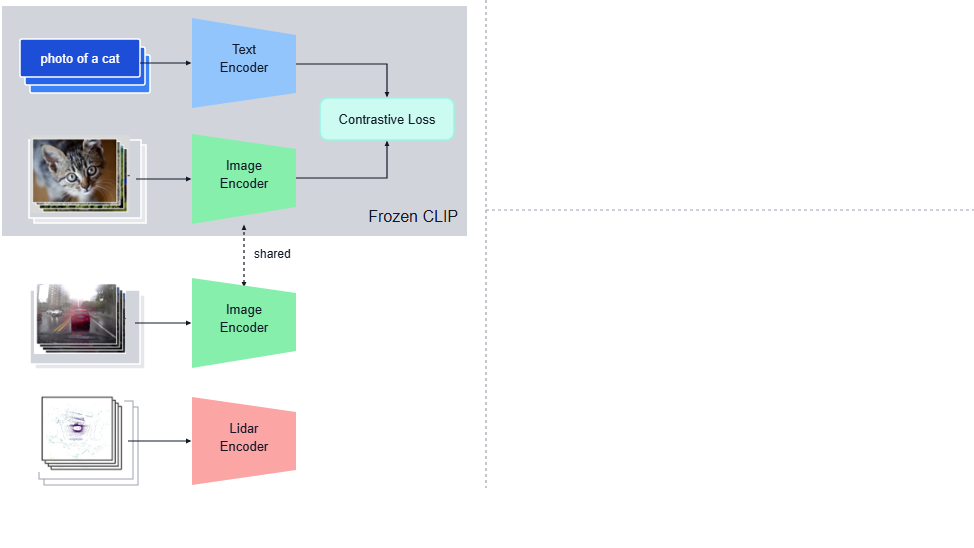 photo of a cat
Text
Encoder
Contrastive Loss
Image
Encoder
Frozen CLIP
shared
Image
Encoder
Lidar
Encoder